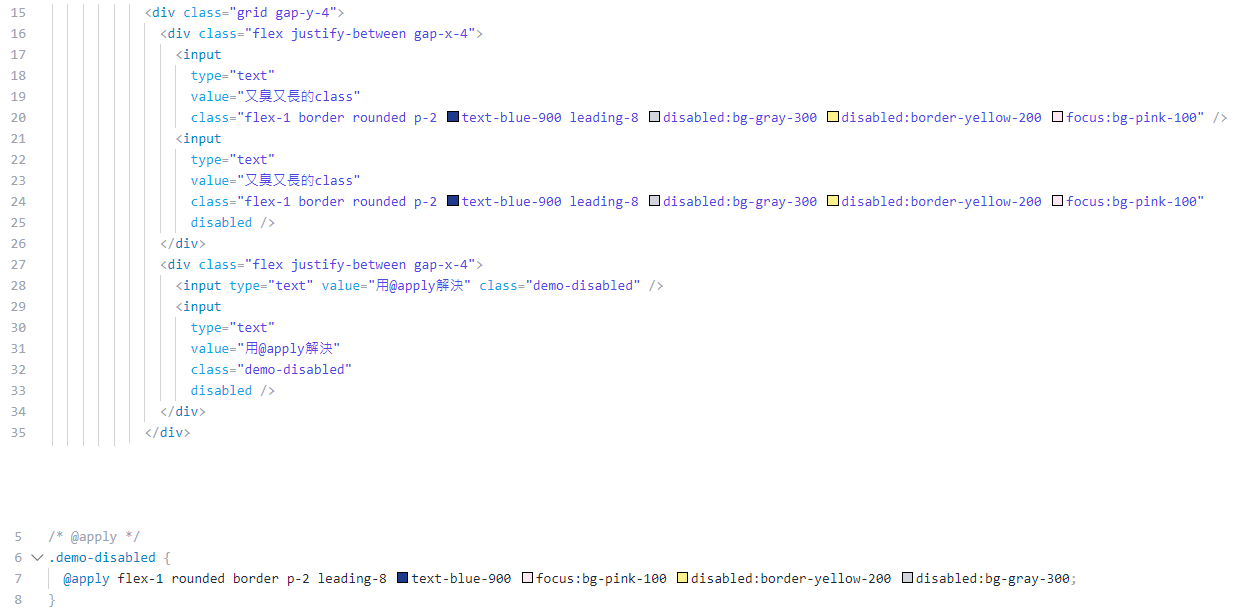 15 <div class="grid gap-y-4">
16 <div class="flex justify-between gap-x-4">
17 <input
18 type="text"
19 value="又臭又長的class"
20 class="flex-1 border rounded p-2 text-blue-900 leading-8 disabled:bg-gray-300 disabled:border-yellow-200 focus:bg-pink-100" />
21 <input
22 type="text"
23 value="又臭又長的class"
24 class="flex-1 border rounded p-2 text-blue-900 leading-8 disabled:bg-gray-300 disabled:border-yellow-200 focus:bg-pink-100"
25 disabled />
26 </div>
27 <div class="flex justify-between gap-x-4">
28 <input type="text" value="用@apply解決" class="demo-disabled" />
29 <input
30 type="text"
31 value="用@apply解決"
32 class="demo-disabled"
33 disabled />
34 </div>
35 </div>
5 /* @apply */
6 .demo-disabled {
7 @apply flex-1 rounded border p-2 leading-8 text-blue-900 focus:bg-pink-100 disabled:border-yellow-200 disabled:bg-gray-300;
8 }